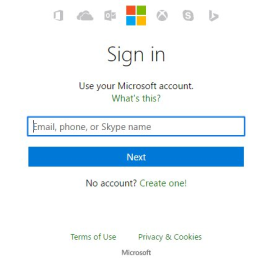 Sign in
Use your Microsoft account.
What's this?
Email, phone, or Skype name
Next
No account? Create one!
Terms of Use Privacy & Cookies
Microsoft